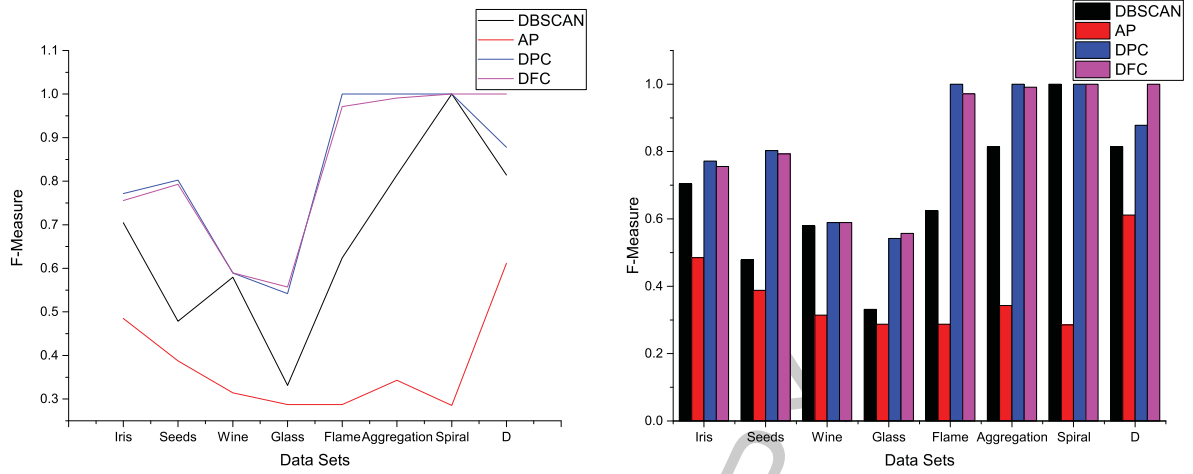 DBSCAN
AP
DPC
DFC
1.1
1.0
0.9
0.8
0.7
0.6
0.5
0.4
0.3
F-Measure
Iris Seeds Wine Glass Flame Aggregation Spiral D
Data Sets
DBSCAN
AP
DPC
DFC
1.0
0.8
0.6
0.4
0.2
0.0
F-Measure
Iris Seeds Wine Glass Flame Aggregation Spiral D
Data Sets